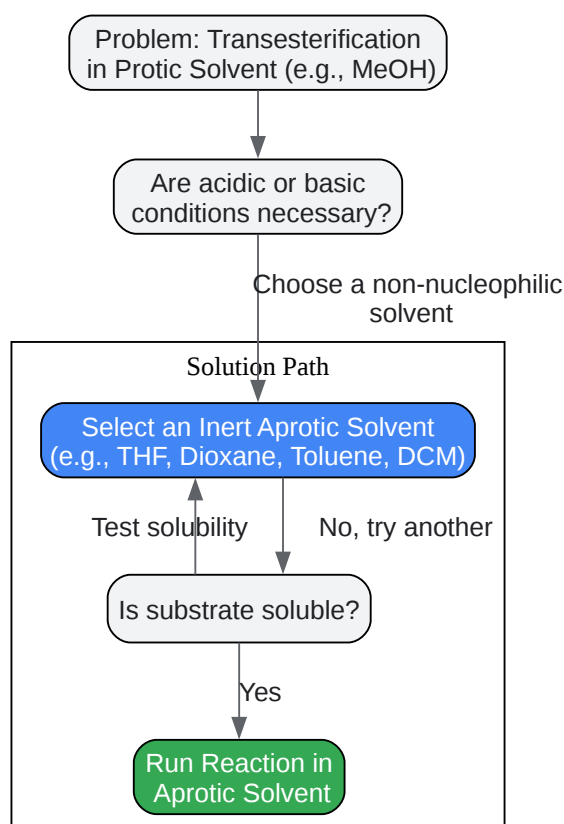 Problem: Transesterification
in Protic Solvent (e.g., MeOH)
Are acidic or basic
conditions necessary?
Choose a non-nucleophilic
solvent
Solution Path
Select an Inert Aprotic Solvent
(e.g., THF, Dioxane, Toluene, DCM)
Test solubility
No, try another
Is substrate soluble?
Yes
Run Reaction in
Aprotic Solvent